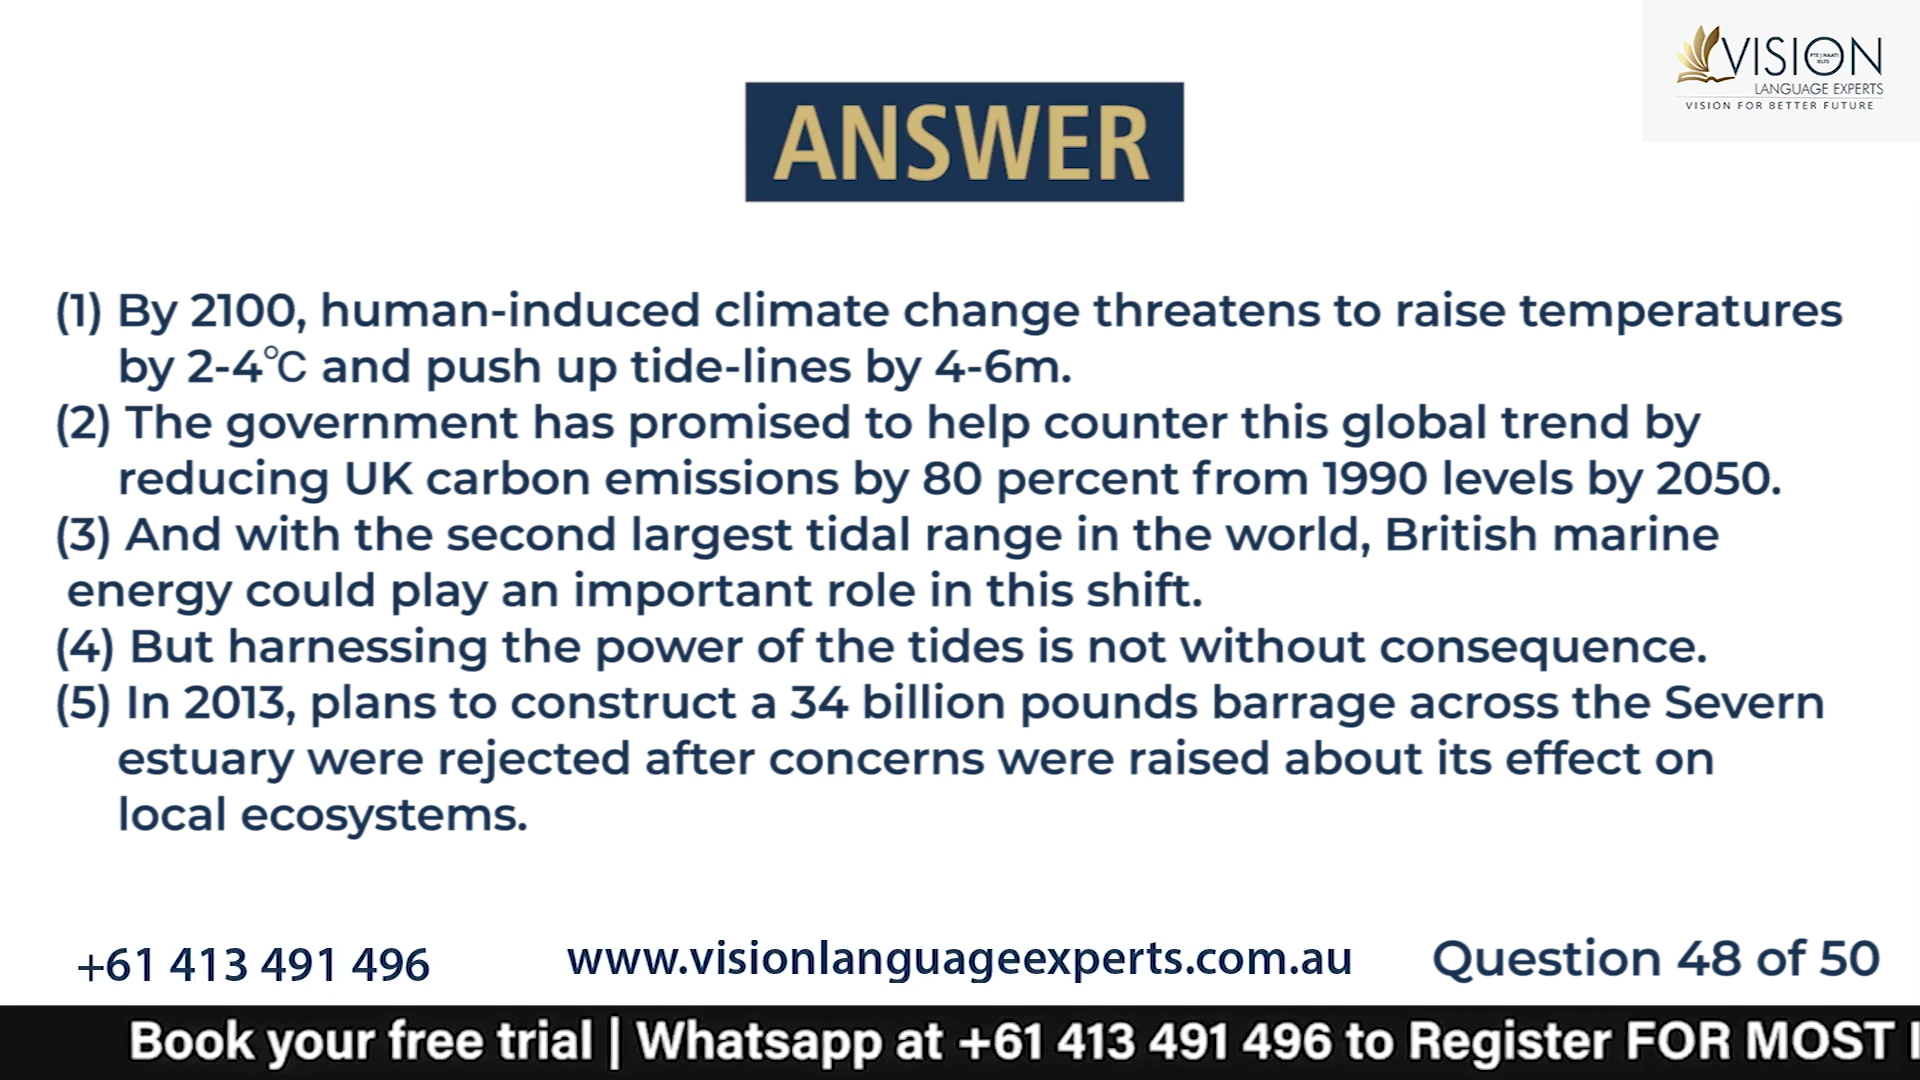 VISION
LANGUAGE EXPERTS
VISION FOR BETTER FUTURE
ANSWER
(1) By 2100, human-induced climate change threatens to raise temperatures
by 2-4℃ and push up tide-lines by 4-6m.
(2) The government has promised to help counter this global trend by
reducing UK carbon emissions by 80 percent from 1990 levels by 2050.
(3) And with the second largest tidal range in the world, British marine
energy could play an important role in this shift.
(4) But harnessing the power of the tides is not without consequence.
(5) In 2013, plans to construct a 34 billion pounds barrage across the Severn
estuary were rejected after concerns were raised about its effect on
local ecosystems.
+61 413 491 496
www.visionlanguageexperts.com.au
Question 48 of 50
Book your free trial | Whatsapp at +61 413 491 496 to Register FOR MOST